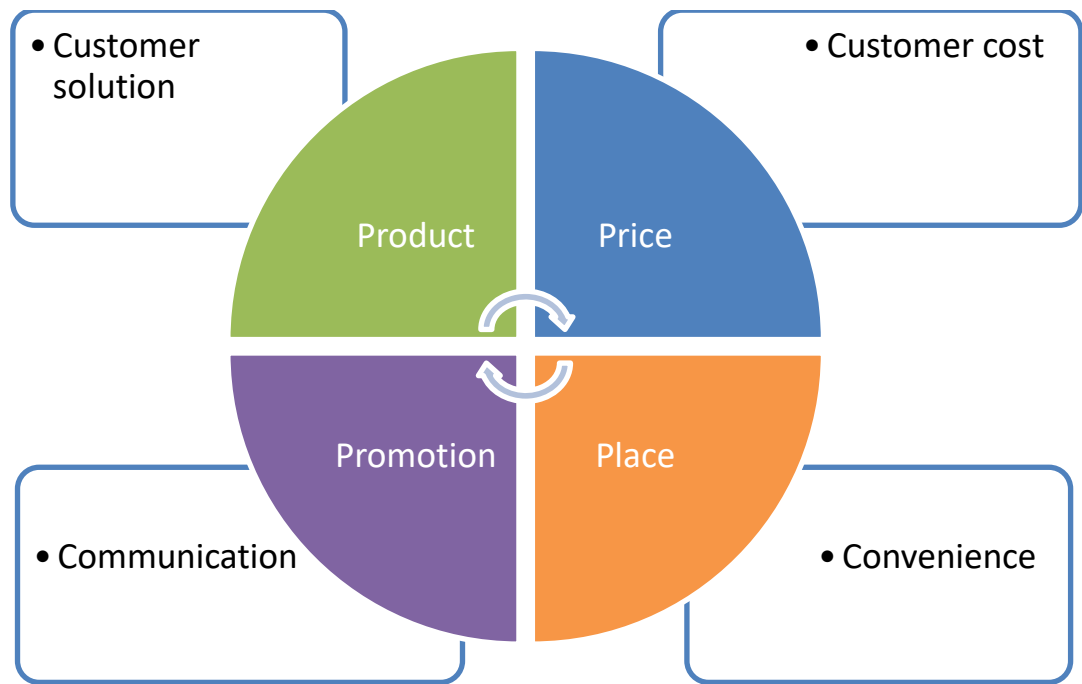 • Customer
solution
• Customer cost
Product
Price
Promotion
Place
• Communication
• Convenience